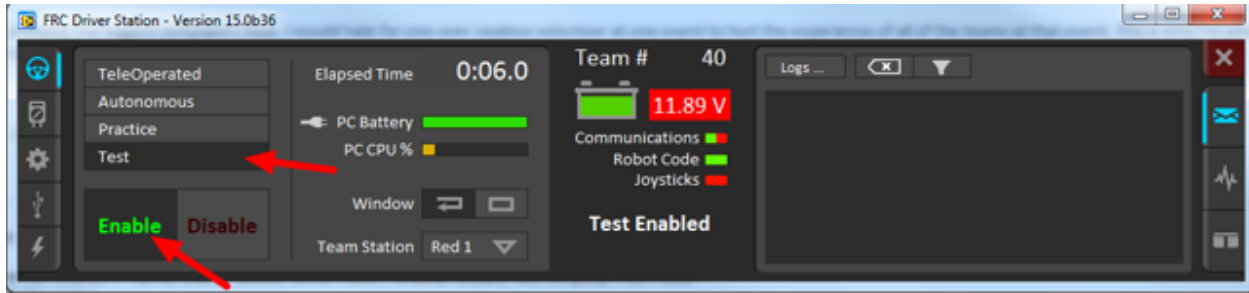 FRC Driver Station - Version 15.0b36
TeleOperated
Autonomous
Practice
Test
Enable Disable
Elapsed Time 0:06.0
PC Battery
PC CPU %
Window
Team Station Red 1
Team # 40
11.89 V
Communications
Robot Code
Joysticks
Test Enabled
Logs ...